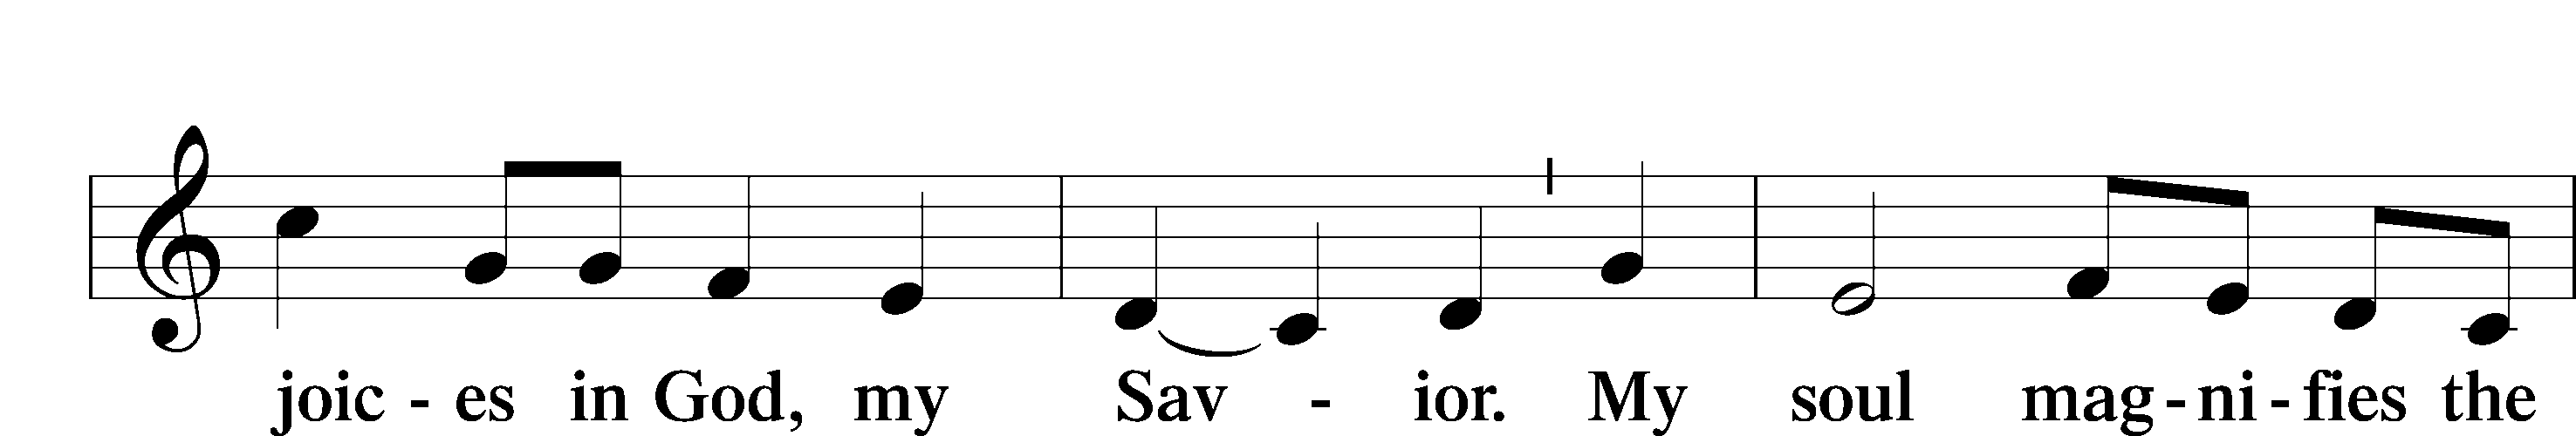 joic - es in God, my Sav - ior. My soul mag - ni - fies the